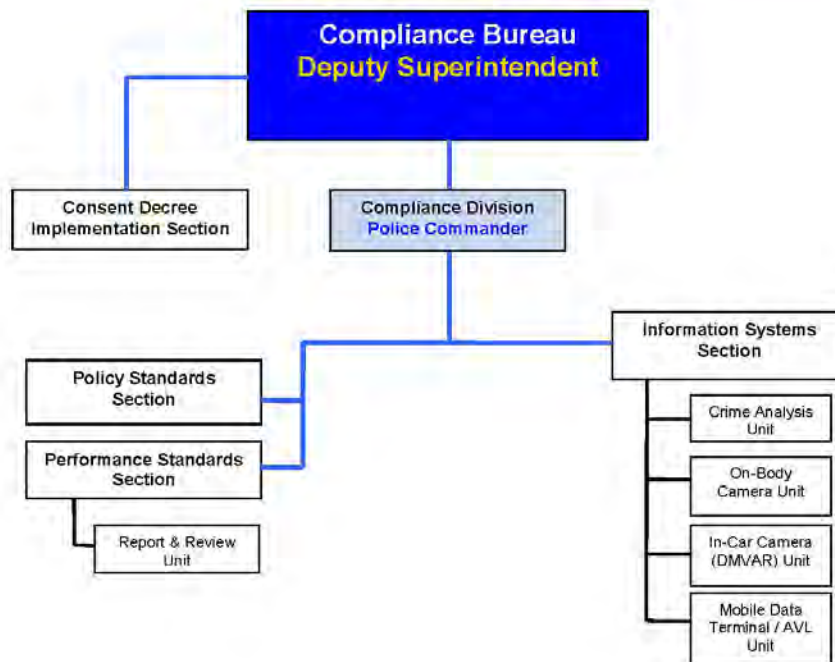 Compliance Bureau
Deputy Superintendent
Consent Decree
Implementation Section
Compliance Division
Police Commander
Information Systems
Section
Policy Standards
Section
Performance Standards
Section
Report & Review
Unit
Crime Analysis
Unit
On-Body
Camera Unit
In-Car Camera
(DMVAR) Unit
Mobile Data
Terminal / AVL
Unit